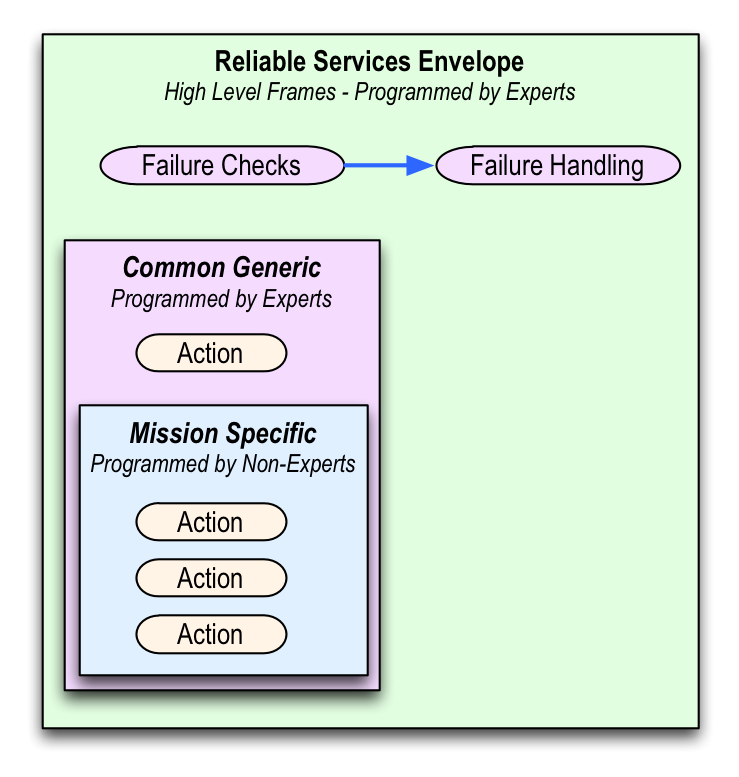 Reliable Services Envelope
High Level Frames - Programmed by Experts
Failure Checks
Failure Handling
Common Generic
Programmed by Experts
Action
Mission Specific
Programmed by Non-Experts
Action
Action
Action